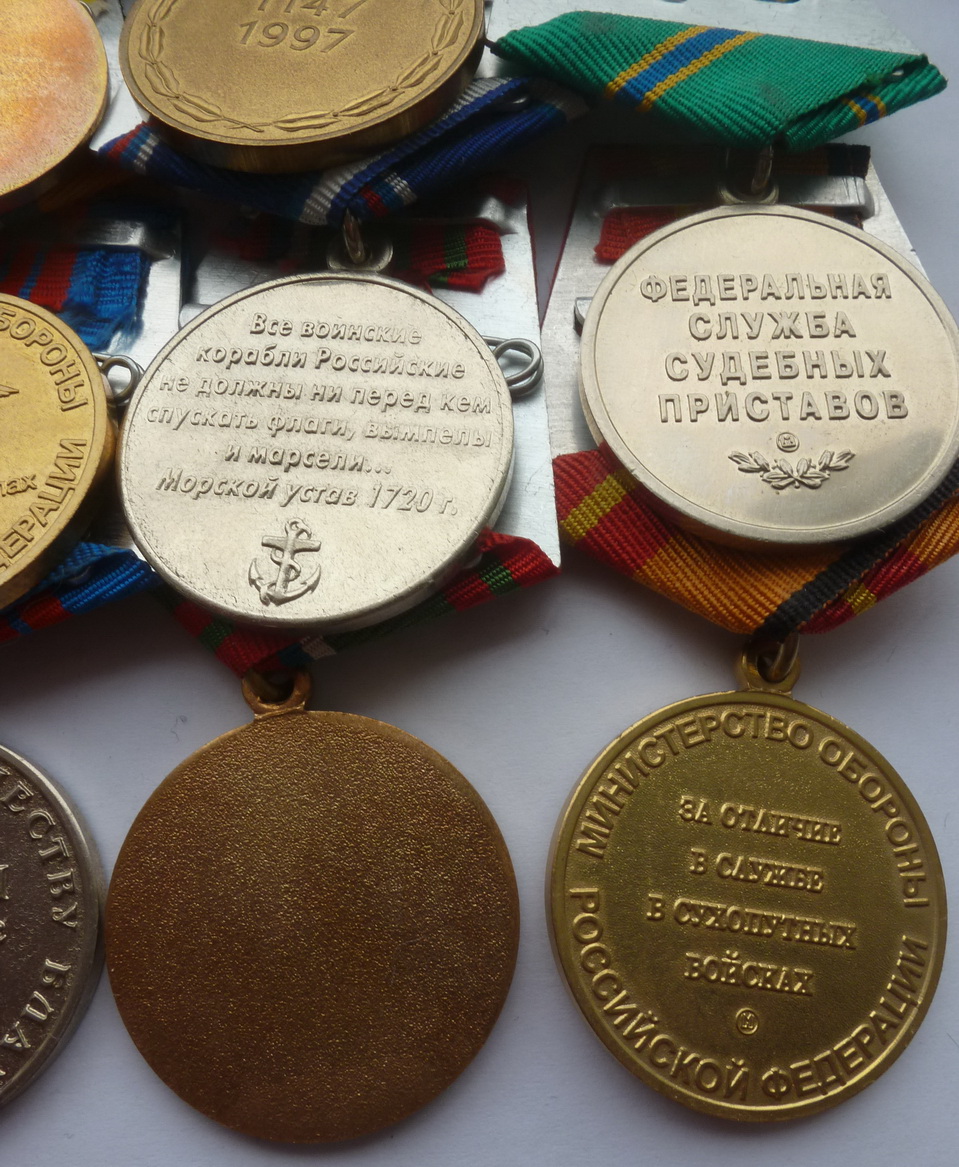 1147
1997
Все воинские
корабли Российские
не должны ни перед кем
спускать флаги, вымпелы
и марсели...
Морской устав 1720 г.
ФЕДЕРАЛЬНАЯ
СЛУЖБА
СУДЕБНЫХ
ПРИСТАВОВ
МИНИСТЕРСТВО ОБОРОНЫ
ЗА ОТЛИЧИЕ
В СЛУЖБЕ
В СУХОПУТНЫХ
ВОЙСКАХ
РОССИЙСКОЙ ФЕДЕРАЦИИ